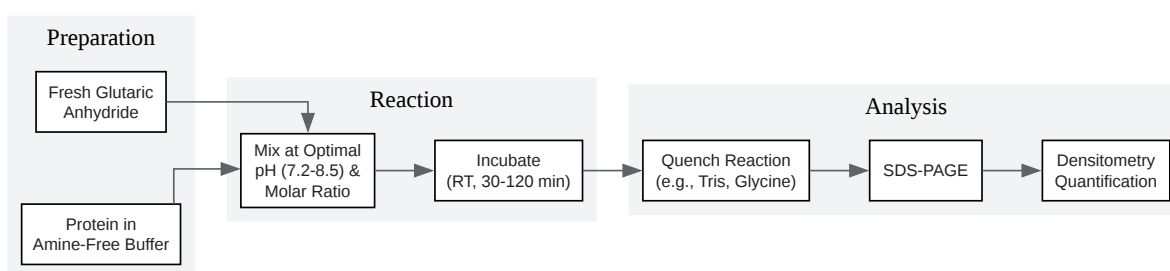 Preparation
Fresh Glutaric
Anhydride
Protein in
Amine-Free Buffer
Reaction
Mix at Optimal
pH (7.2-8.5) &
Molar Ratio
Incubate
(RT, 30-120 min)
Analysis
Quench Reaction
(e.g., Tris, Glycine)
SDS-PAGE
Densitometry
Quantification